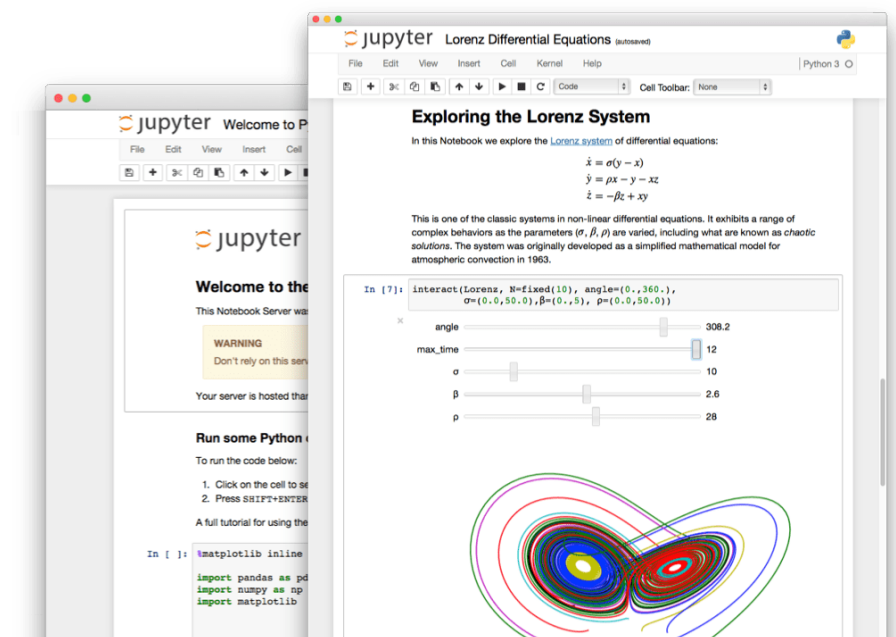 jupyter Lorenz Differential Equations (autosaved)
File Edit View Insert Cell Kernel Help
Python 3
Code Cell Toolbar: None
Exploring the Lorenz System
In this Notebook we explore the Lorenz system of differential equations:
ẋ = σ(y − x)
ẏ = ρx − y − xz
ż = −βz + xy
This is one of the classic systems in non-linear differential equations. It exhibits a range of
complex behaviors as the parameters (σ, β, ρ) are varied, including what are known as chaotic
solutions. The system was originally developed as a simplified mathematical model for
atmospheric convection in 1963.
In [7]: interact(Lorenz, N=fixed(10), angle=(0.,360.),
σ=(0.0,50.0),β=(0.,5), ρ=(0.0,50.0))
angle 308.2
max_time 12
σ 10
β 2.6
ρ 28
jupyter Welcome to P
File Edit View Insert Cell
jupyter
Welcome to the
This Notebook Server was
WARNING
Don't rely on this serv
Your server is hosted than
Run some Python
To run the code below:
1. Click on the cell to se
2. Press SHIFT+ENTER
A full tutorial for using the
In [ ]: %matplotlib inline
import pandas as pd
import numpy as np
import matplotlib